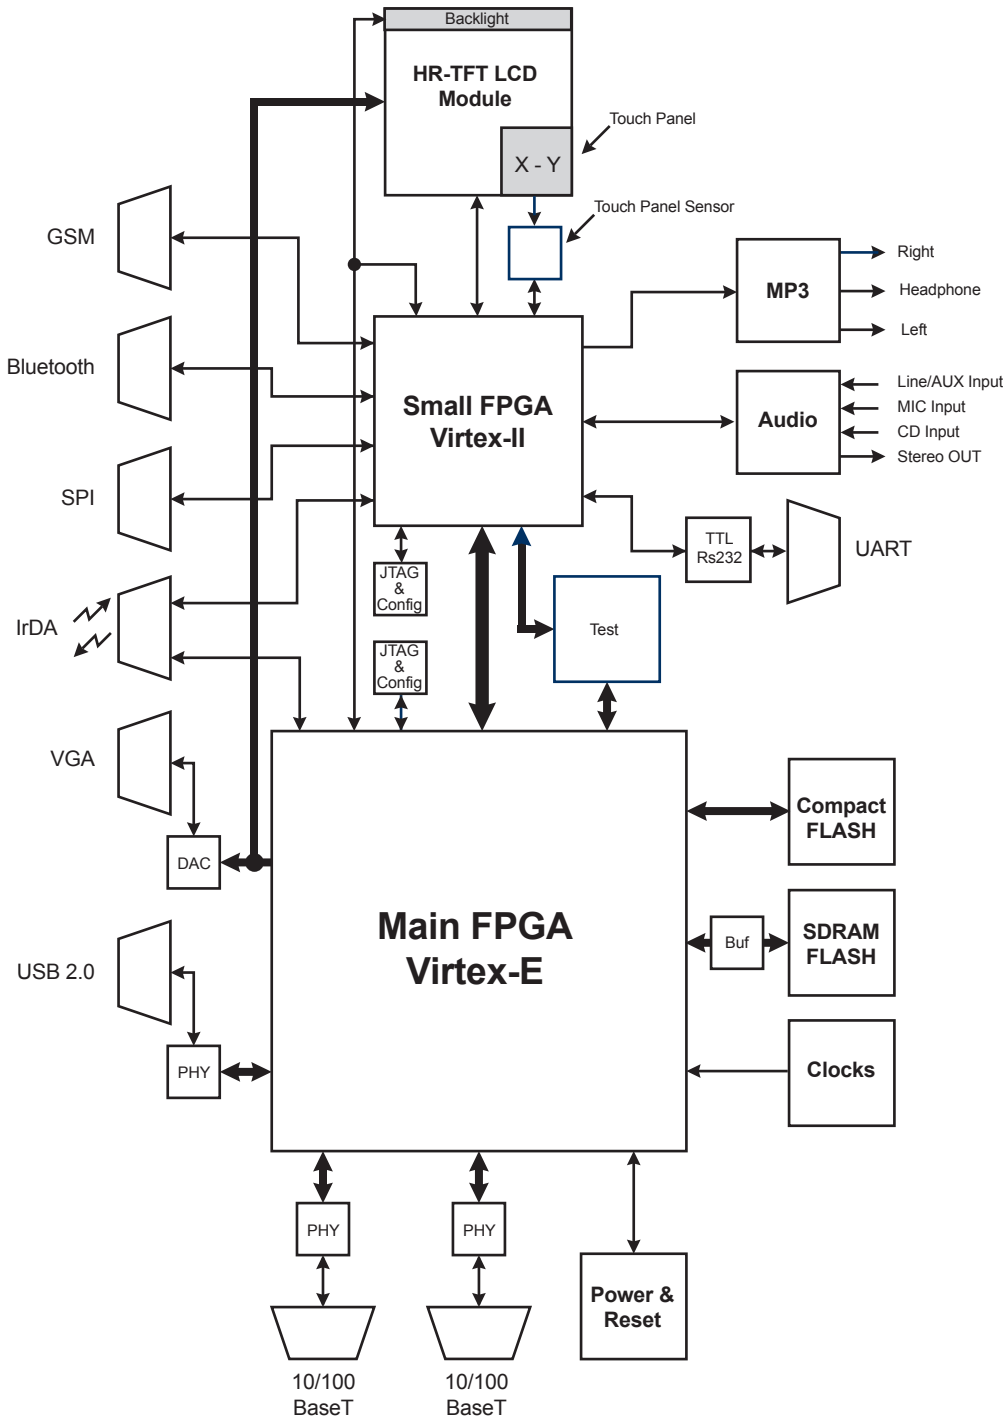 Backlight
HR-TFT LCD
Module
Touch Panel
X - Y
Touch Panel Sensor
GSM
Right
MP3
Headphone
Left
Bluetooth
Small FPGA
Virtex-II
Line/AUX Input
Audio
MIC Input
CD Input
Stereo OUT
SPI
TTL
Rs232
UART
JTAG
&
Config
IrDA
Test
JTAG
&
Config
VGA
Compact
FLASH
DAC
Main FPGA
Virtex-E
Buf
SDRAM
FLASH
USB 2.0
PHY
Clocks
PHY
PHY
Power &
Reset
10/100
BaseT
10/100
BaseT